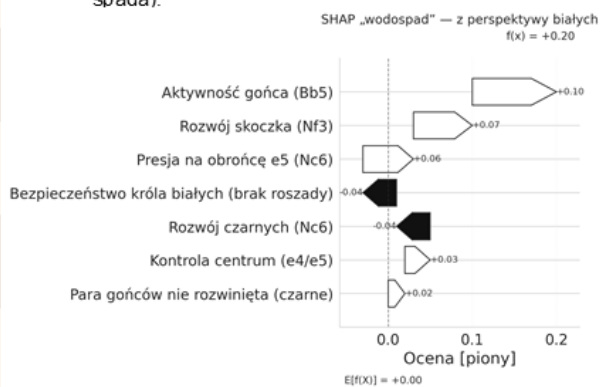 spada).
SHAP „wodospad” — z perspektywy białych
f(x) = +0.20
Aktywność gońca (Bb5)
+0.10
Rozwój skoczka (Nf3)
+0.07
Presja na obrońcę e5 (Nc6)
+0.06
Bezpieczeństwo króla białych (brak roszady)
-0.04
Rozwój czarnych (Nc6)
-0.04
Kontrola centrum (e4/e5)
+0.03
Para gońców nie rozwinięta (czarne)
+0.02
0.0 0.1 0.2
Ocena [piony]
E[f(X)] = +0.00